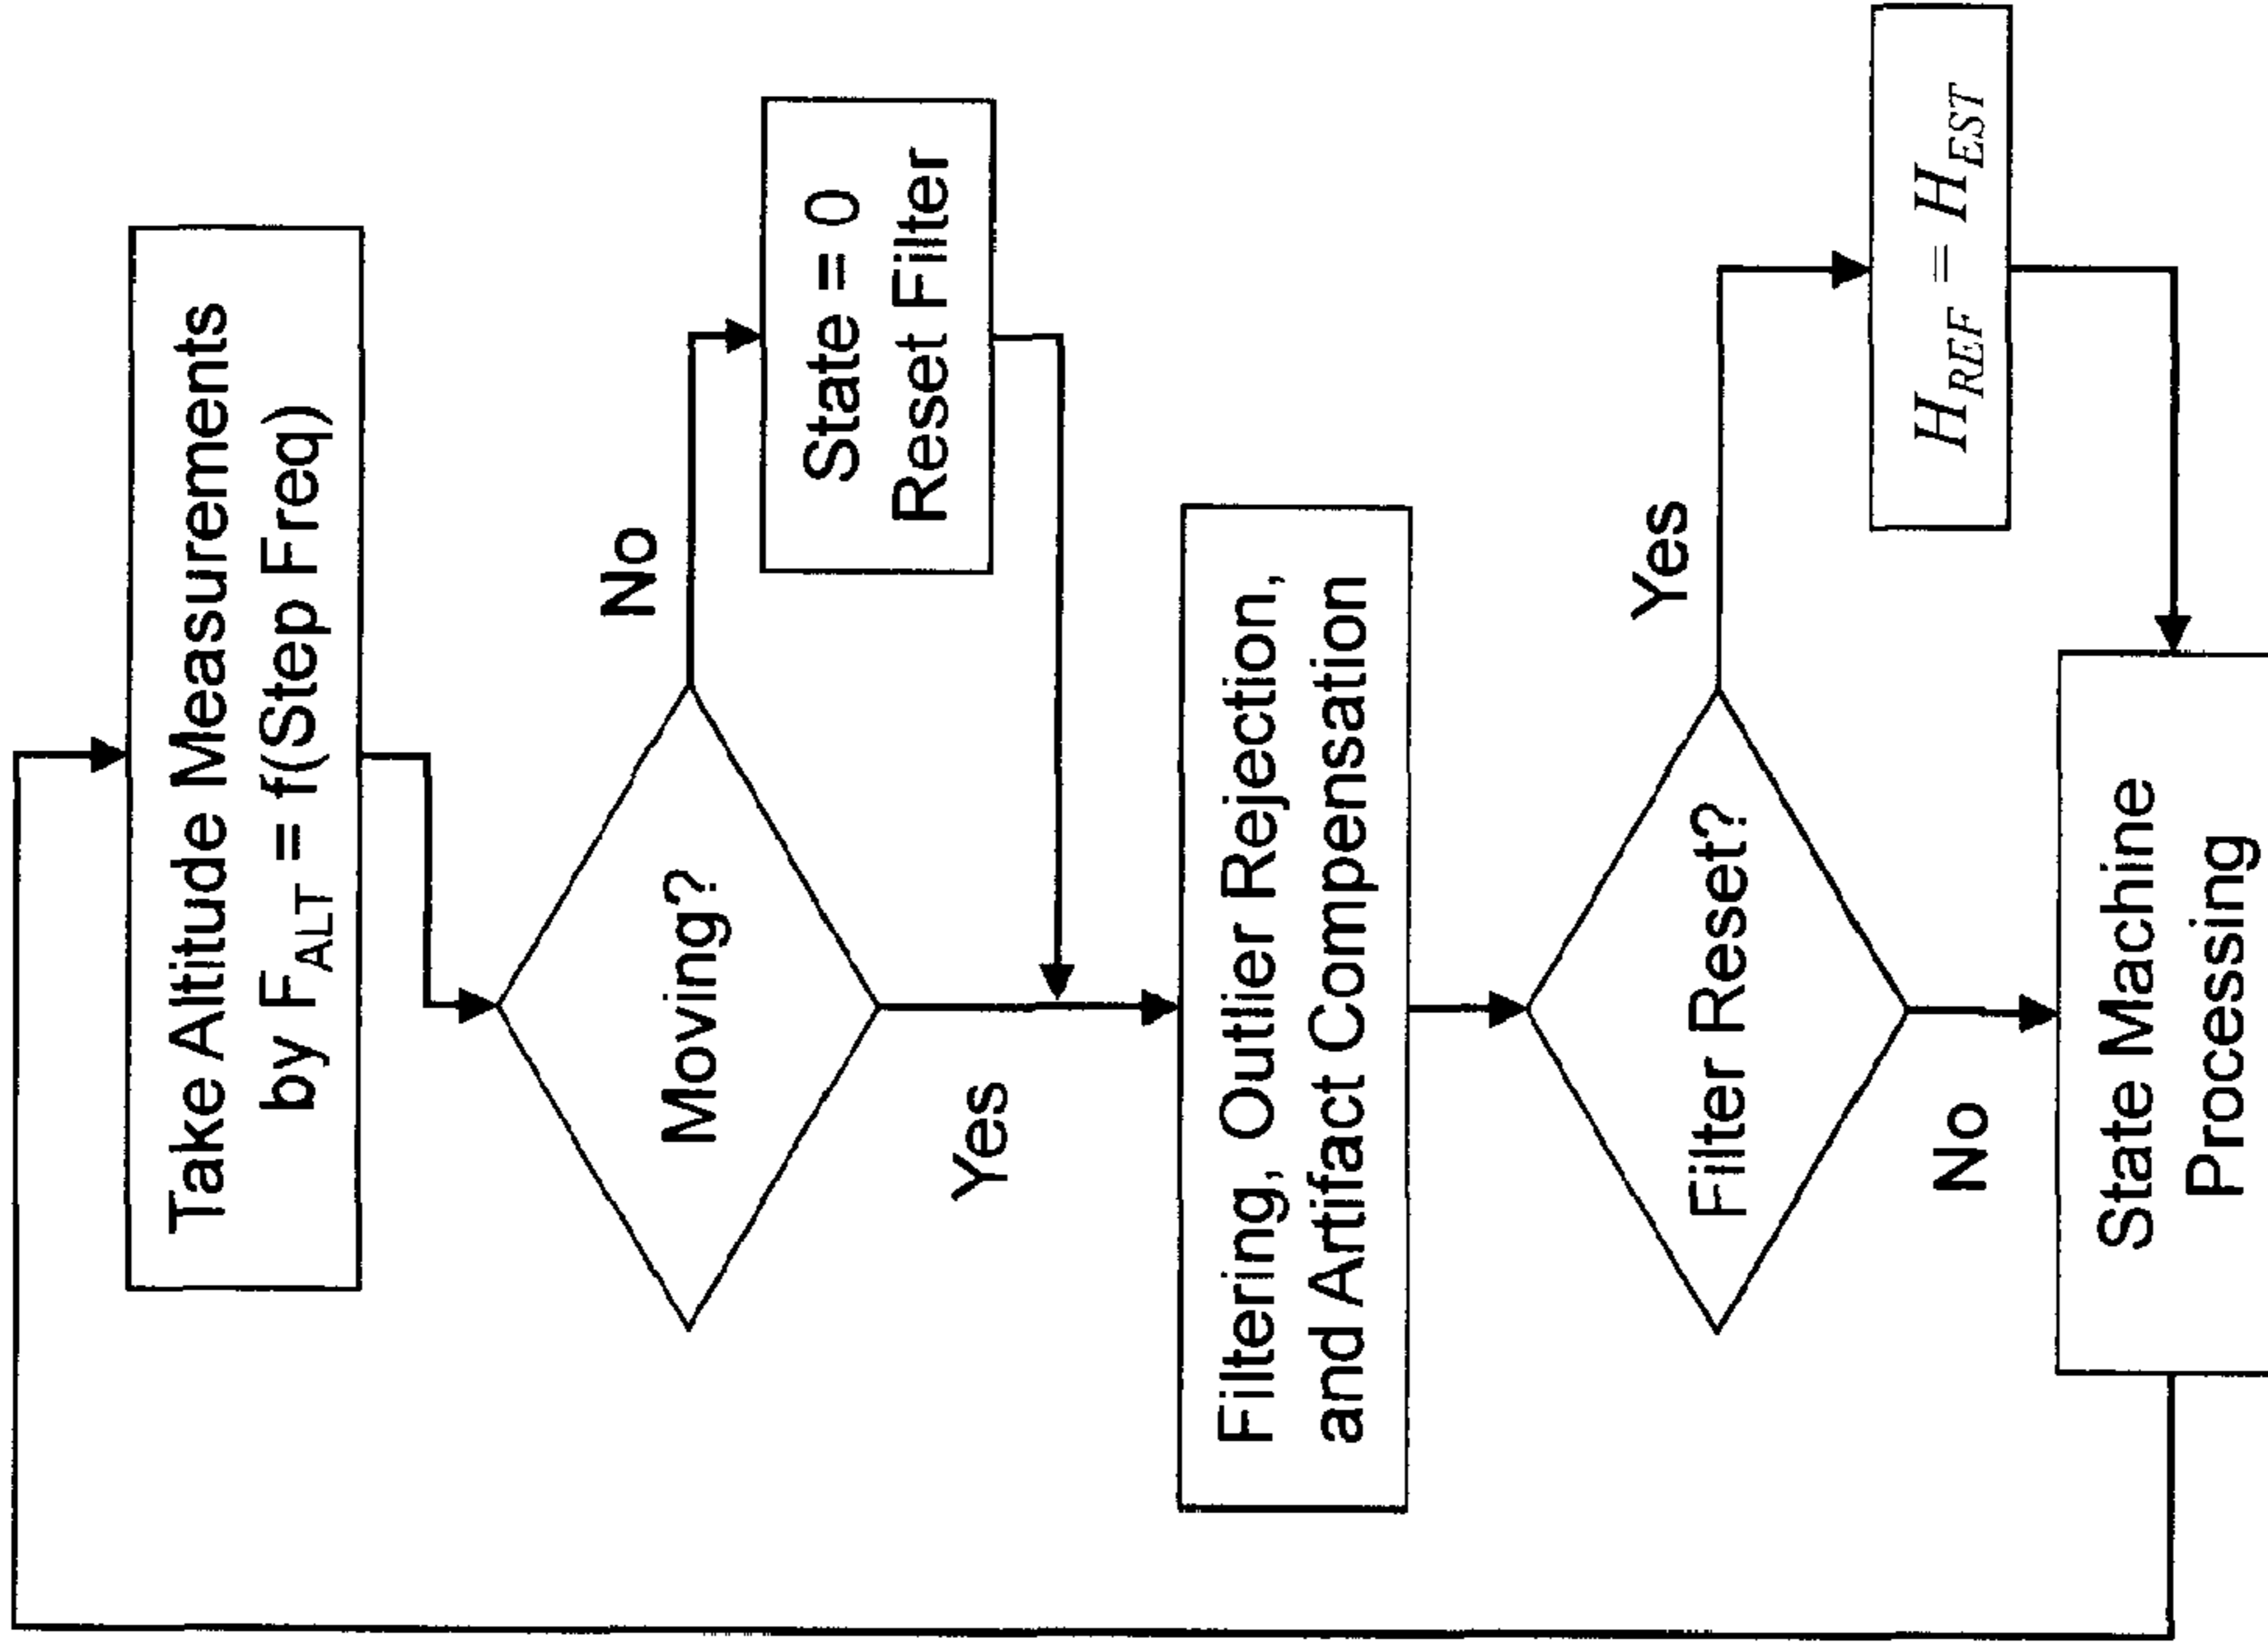 Take Altitude Measurements
by F_ALT = f(Step Freq)
Moving?
No
State = 0
Reset Filter
Yes
Filtering, Outlier Rejection,
and Artifact Compensation
Filter Reset?
Yes
H_REF = H_EST
No
State Machine
Processing